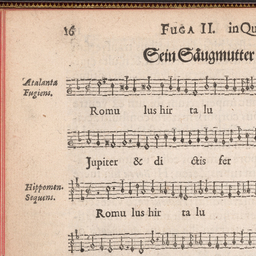 16 FUGA II. in Qu
Sein Säugmutter
Atalanta
Fugiens.
Romu lus hir ta lu
Jupiter & di ctis fer
Hippomen.
Sequens.
Romu lus hir ta lu